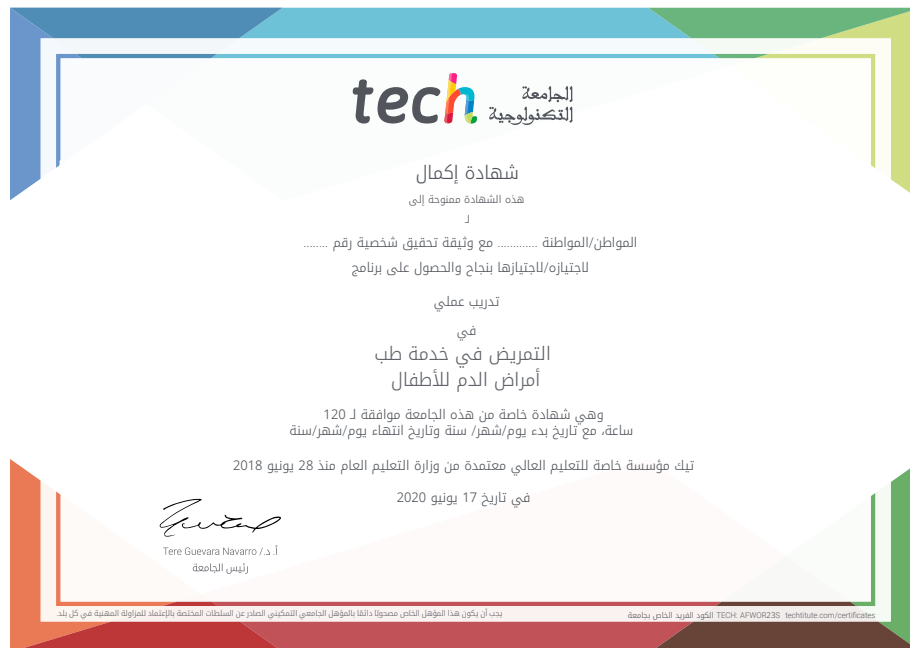 tech الجامعة
التكنولوجية
شهادة إكمال
هذه الشهادة ممنوحة إلى
لـ
المواطن/المواطنة ............. مع وثيقة تحقيق شخصية رقم ........
لاجتيازه/لاجتيازها بنجاح والحصول على برنامج
تدريب عملي
في
التمريض في خدمة طب
أمراض الدم للأطفال
وهي شهادة خاصة من هذه الجامعة موافقة لـ 120
ساعة، مع تاريخ بدء يوم/شهر/ سنة وتاريخ انتهاء يوم/شهر/سنة
تيك مؤسسة خاصة للتعليم العالي معتمدة من وزارة التعليم العام منذ 28 يونيو 2018
في تاريخ 17 يونيو 2020
أ. د./ Tere Guevara Navarro
رئيس الجامعة
يجب أن يكون هذا المؤهل الخاص مصحوبًا دائمًا بالمؤهل الجامعي التمكيني الصادر عن السلطات المختصة بالإعتماد للمزاولة المهنية في كل بلد.
الكود الفريد الخاص بجامعة TECH: AFWOR23S techtitute.com/certificates